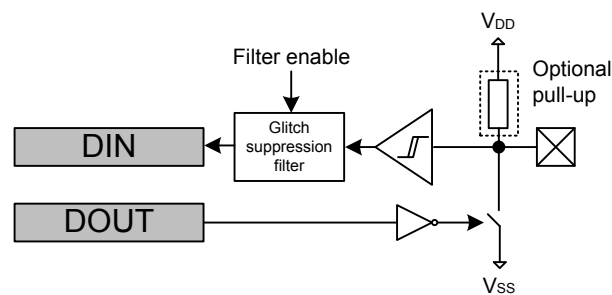 VDD
Filter enable
Optional
pull-up
Glitch
suppression
filter
DIN
DOUT
VSS